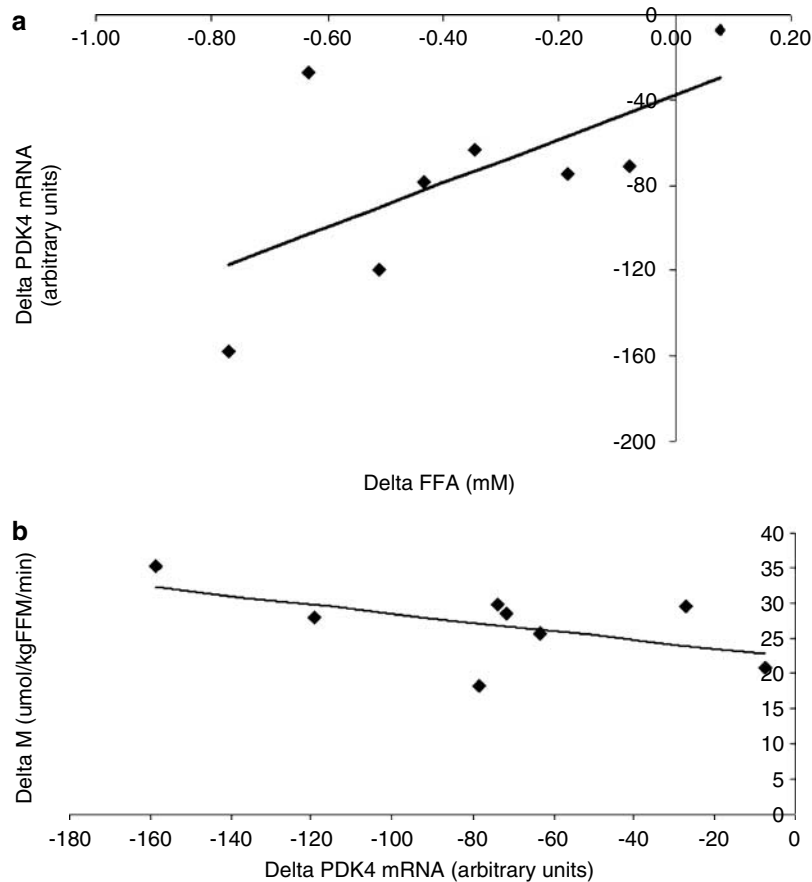 a
-1.00 -0.80 -0.60 -0.40 -0.20 0.00 0.20
0
-40
-80
-120
-160
-200
Delta PDK4 mRNA
(arbitrary units)
Delta FFA (mM)
b
40
35
30
25
20
15
10
5
0
Delta M (umol/kgFFM/min)
-180 -160 -140 -120 -100 -80 -60 -40 -20 0
Delta PDK4 mRNA (arbitrary units)